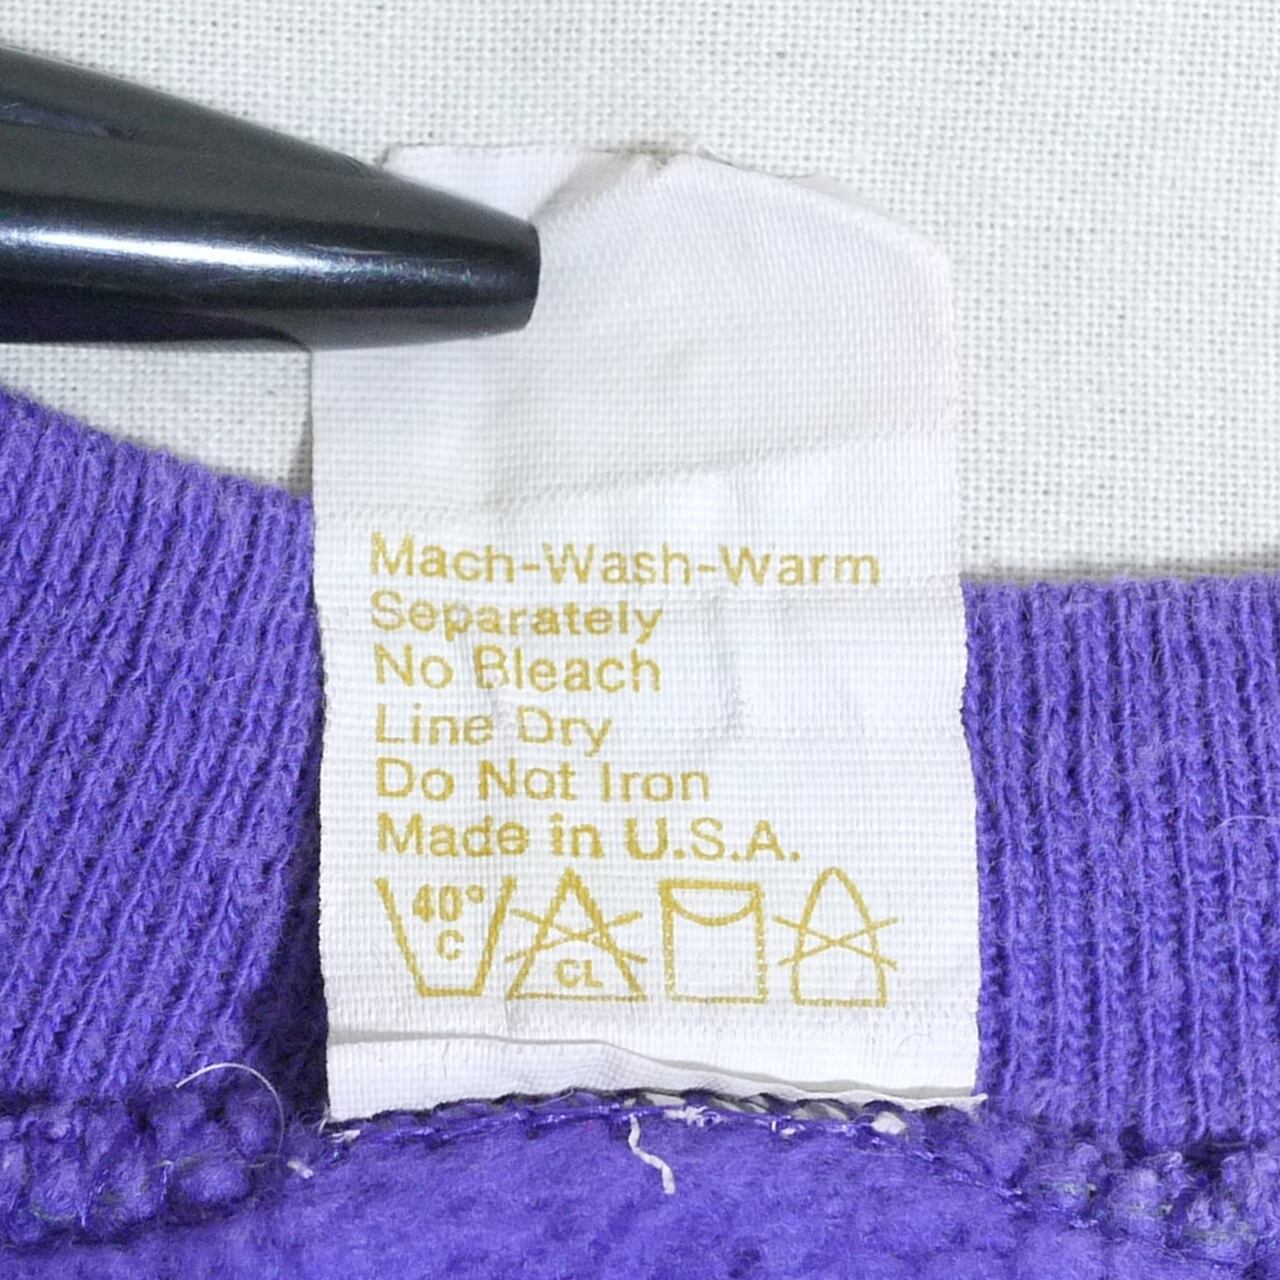 Mach-Wash-Warm
Separately
No Bleach
Line Dry
Do Not Iron
Made in U.S.A.
40°
C
CL